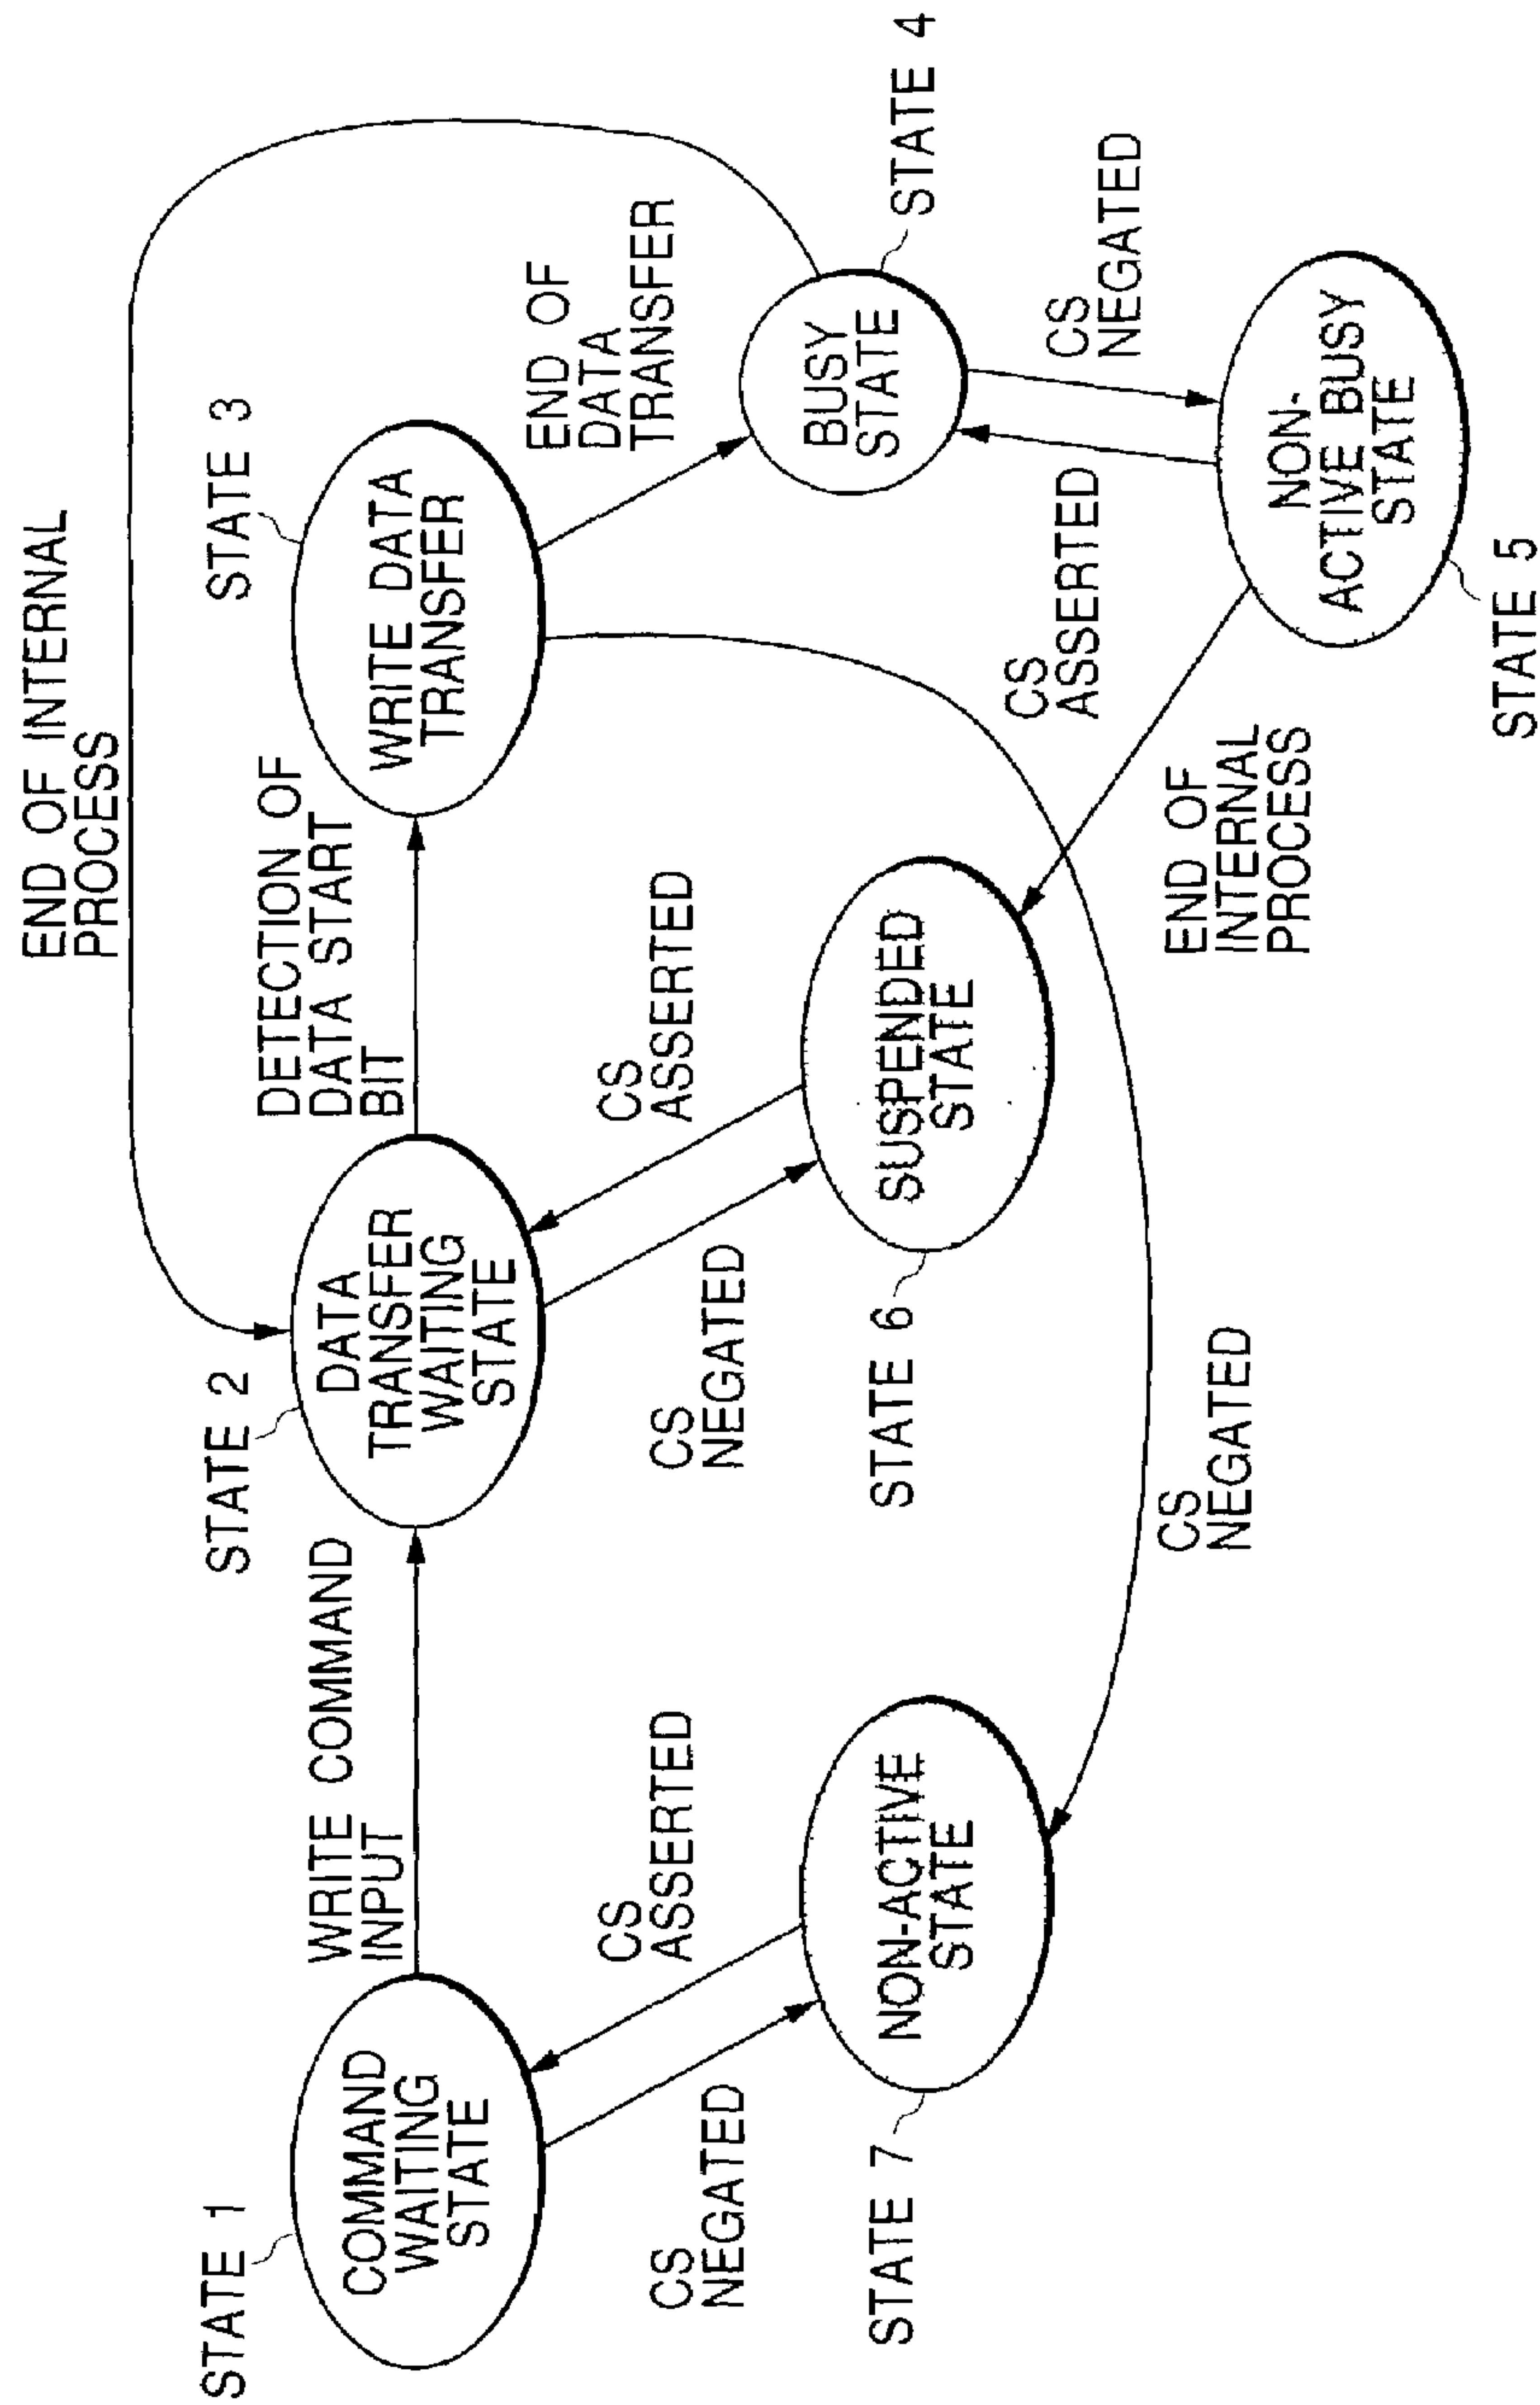 END OF INTERNAL
PROCESS
STATE 1
COMMAND
WAITING
STATE
WRITE COMMAND
INPUT
STATE 2
DATA
TRANSFER
WAITING
STATE
DETECTION OF
DATA START
BIT
STATE 3
WRITE DATA
TRANSFER
END OF
DATA
TRANSFER
CS
NEGATED
CS
ASSERTED
CS
NEGATED
CS
ASSERTED
STATE 7
NON-ACTIVE
STATE
STATE 6
SUSPENDED
STATE
BUSY
STATE
STATE 4
CS
ASSERTED
CS
NEGATED
CS
NEGATED
END OF
INTERNAL
PROCESS
NON-
ACTIVE BUSY
STATE
STATE 5